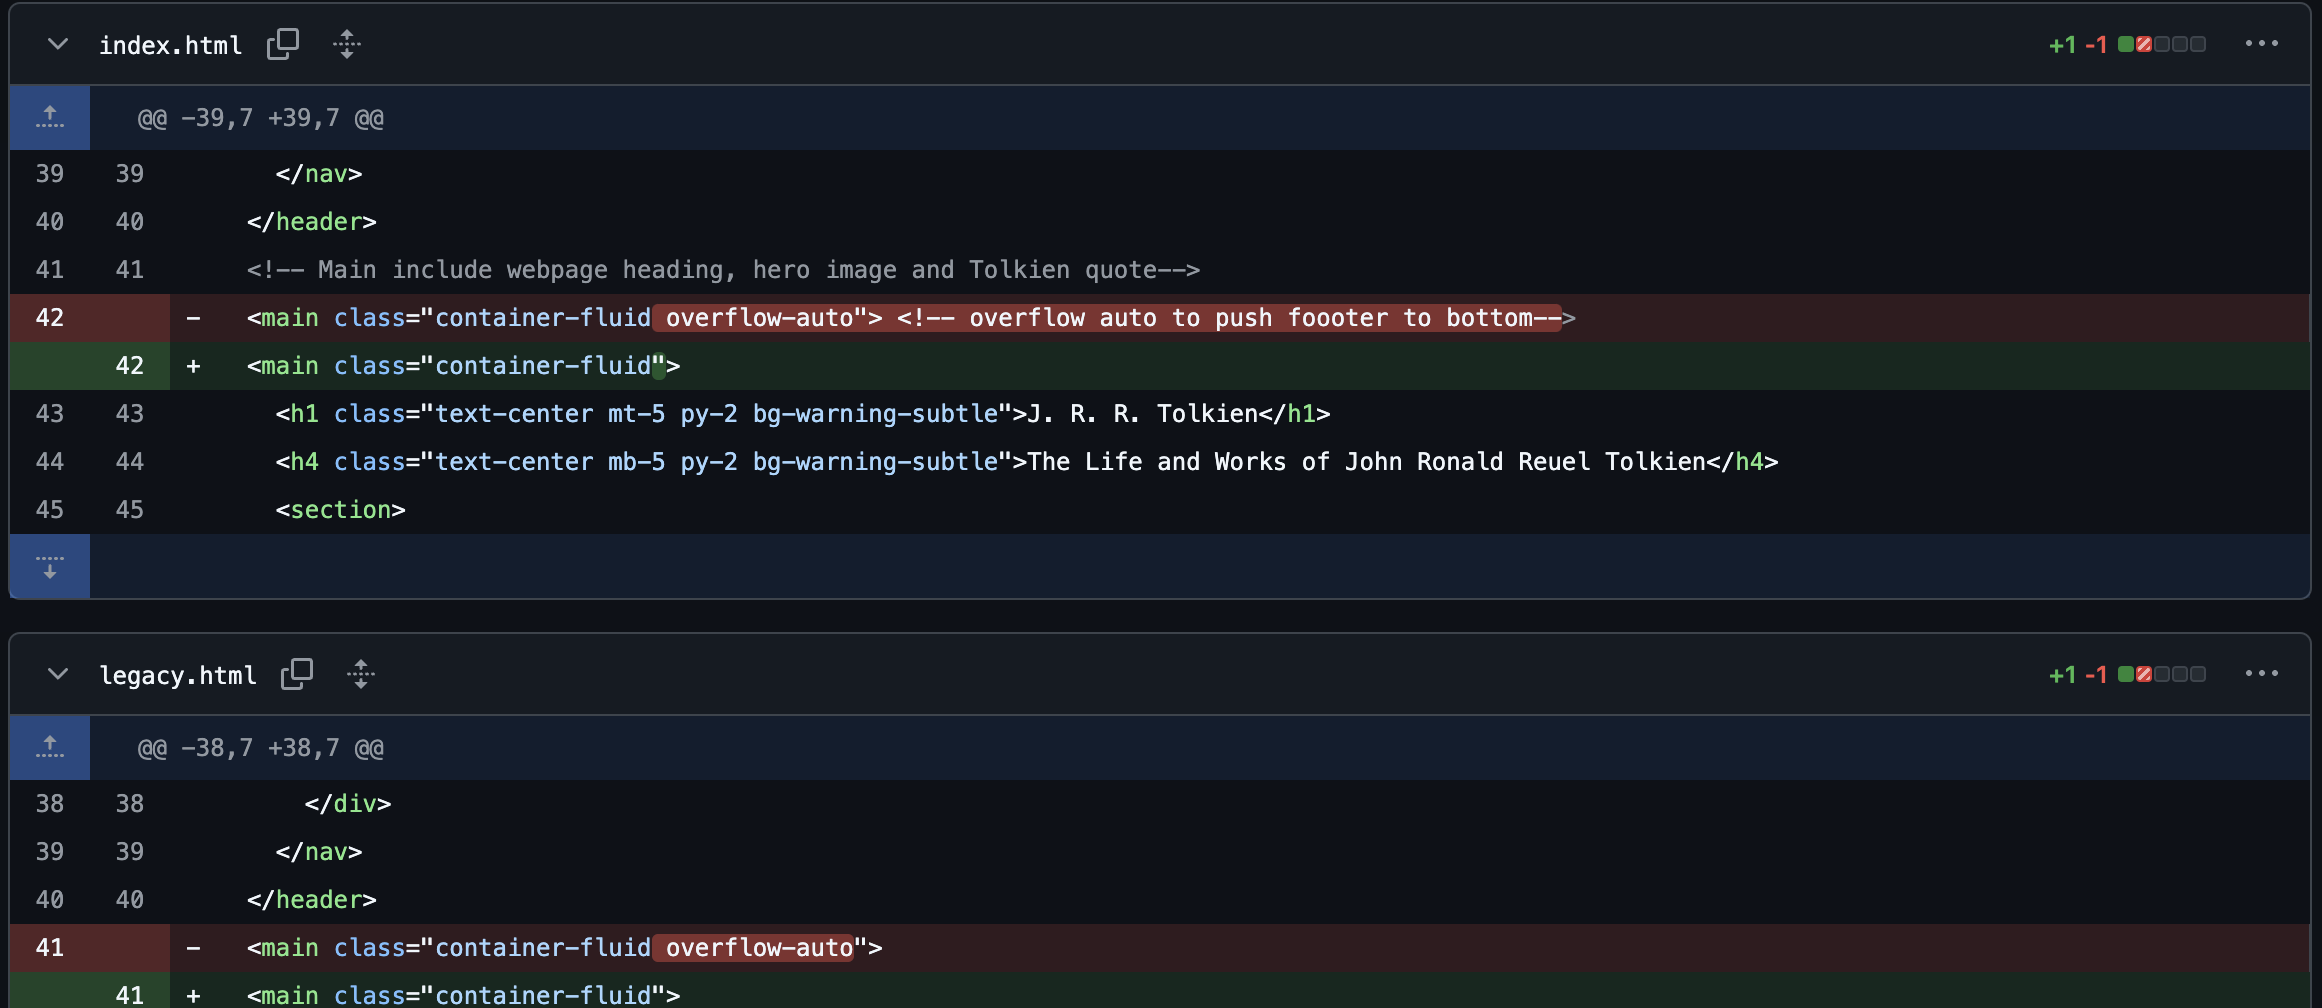 index.html +1 -1
@@ -39,7 +39,7 @@
39 39 </nav>
40 40 </header>
41 41 <!-- Main include webpage heading, hero image and Tolkien quote-->
42 - <main class="container-fluid overflow-auto"> <!-- overflow auto to push foooter to bottom-->
42 + <main class="container-fluid">
43 43 <h1 class="text-center mt-5 py-2 bg-warning-subtle">J. R. R. Tolkien</h1>
44 44 <h4 class="text-center mb-5 py-2 bg-warning-subtle">The Life and Works of John Ronald Reuel Tolkien</h4>
45 45 <section>
legacy.html +1 -1
@@ -38,7 +38,7 @@
38 38 </div>
39 39 </nav>
40 40 </header>
41 - <main class="container-fluid overflow-auto">
41 + <main class="container-fluid">